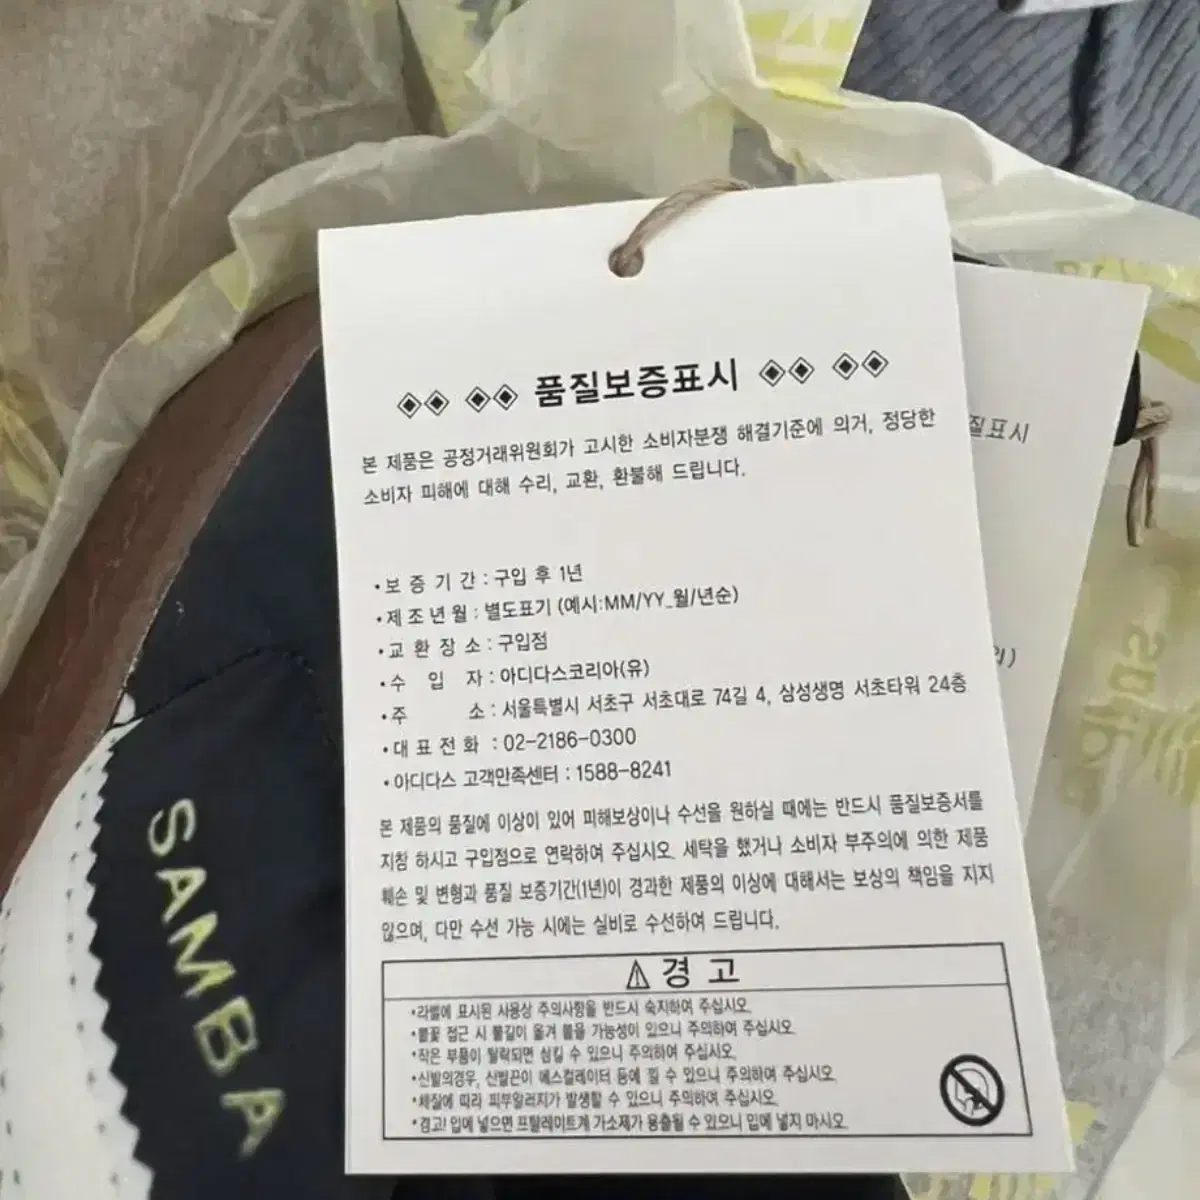 ◈◈ ◈◈ 품질보증표시 ◈◈ ◈◈
본 제품은 공정거래위원회가 고시한 소비자분쟁 해결기준에 의거, 정당한
소비자 피해에 대해 수리, 교환, 환불해 드립니다.
• 보 증 기 간 : 구입 후 1년
• 제 조 년 월 : 별도표기 (예시:MM/YY_월/년순)
• 교 환 장 소 : 구입점
• 수 입 자 : 아디다스코리아(유)
• 주 소 : 서울특별시 서초구 서초대로 74길 4, 삼성생명 서초타워 24층
• 대 표 전 화 : 02-2186-0300
• 아디다스 고객만족센터 : 1588-8241
본 제품의 품질에 이상이 있어 피해보상이나 수선을 원하실 때에는 반드시 품질보증서를
지참 하시고 구입점으로 연락하여 주십시오. 세탁을 했거나 소비자 부주의에 의한 제품
훼손 및 변형과 품질 보증기간(1년)이 경과한 제품의 이상에 대해서는 보상의 책임을 지지
않으며, 다만 수선 가능 시에는 실비로 수선하여 드립니다.
⚠ 경 고
•라벨에 표시된 사용상 주의사항을 반드시 숙지하여 주십시오.
•불꽃 접근 시 불길이 옮겨 붙을 가능성이 있으니 주의하여 주십시오.
•작은 부품이 탈락되면 삼킬 수 있으니 주의하여 주십시오.
•신발의경우, 신발끈이 에스컬레이터 등에 낄 수 있으니 주의하여 주십시오.
•체질에 따라 피부알러지가 발생할 수 있으니 주의하여 주십시오.
•경고! 입에 넣으면 프탈레이트계 가소제가 용출될 수 있으니 입에 넣지 마시오.
질표시
SAMBA